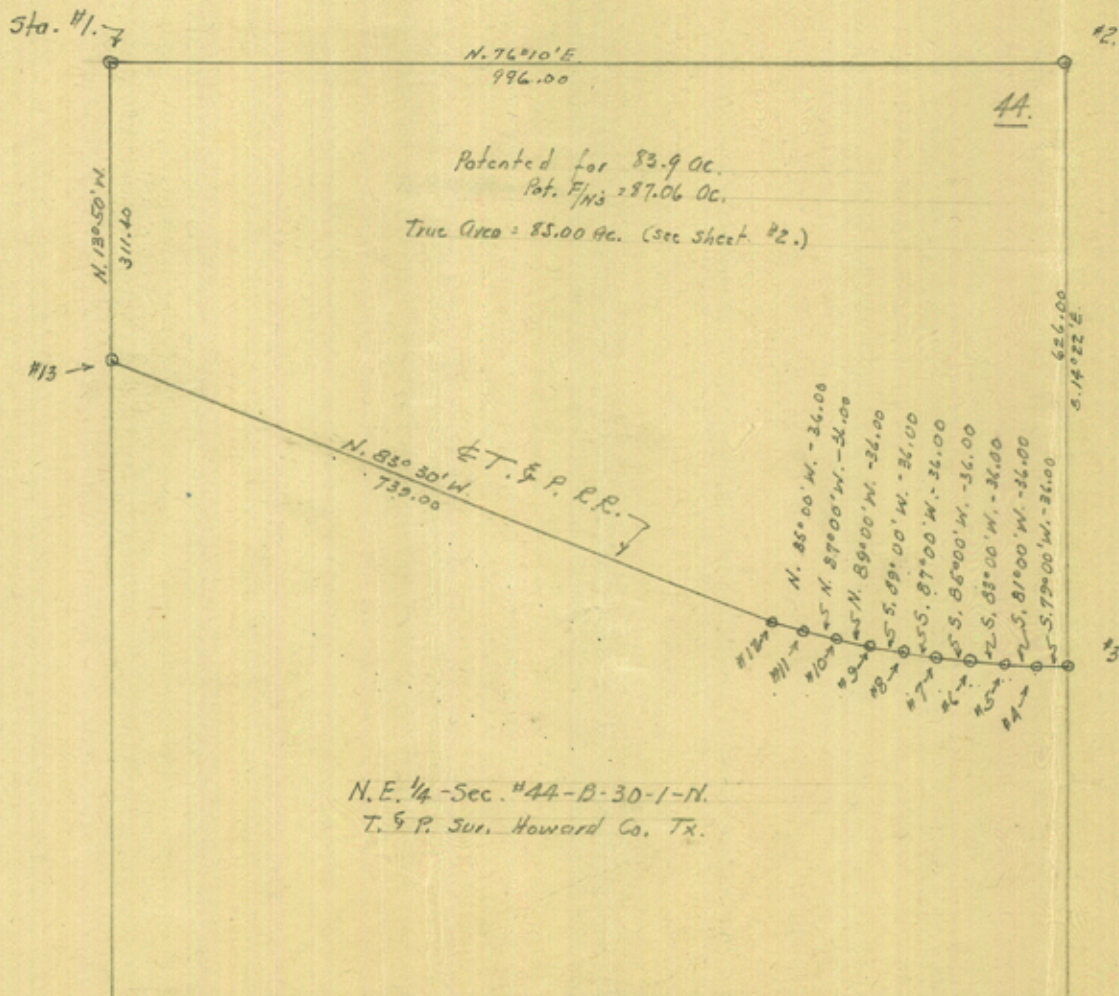 Sta. #1.
#2.
N. 76°10' E.
996.00
44.
Patented for 83.9 Ac.
Pat. F/N's = 87.06 Ac.
True Area = 85.00 Ac. (see sheet #2.)
N. 13°50' W.
311.40
626.00
S. 14°22' E.
#13
N. 83°30' W.
739.00
₵ T. & P. R.R.
N. 85°00' W. - 36.00
N. 87°00' W. - 36.00
N. 89°00' W. - 36.00
S. 89°00' W. - 36.00
S. 87°00' W. - 36.00
S. 85°00' W. - 36.00
S. 83°00' W. - 36.00
S. 81°00' W. - 36.00
S. 79°00' W. - 36.00
#3
#12
#11
#10
#9
#8
#7
#6
#5
#4
N.E. 1/4 - Sec. #44 - B - 30 - 1 - N.
T. & P. Sur. Howard Co. Tx.